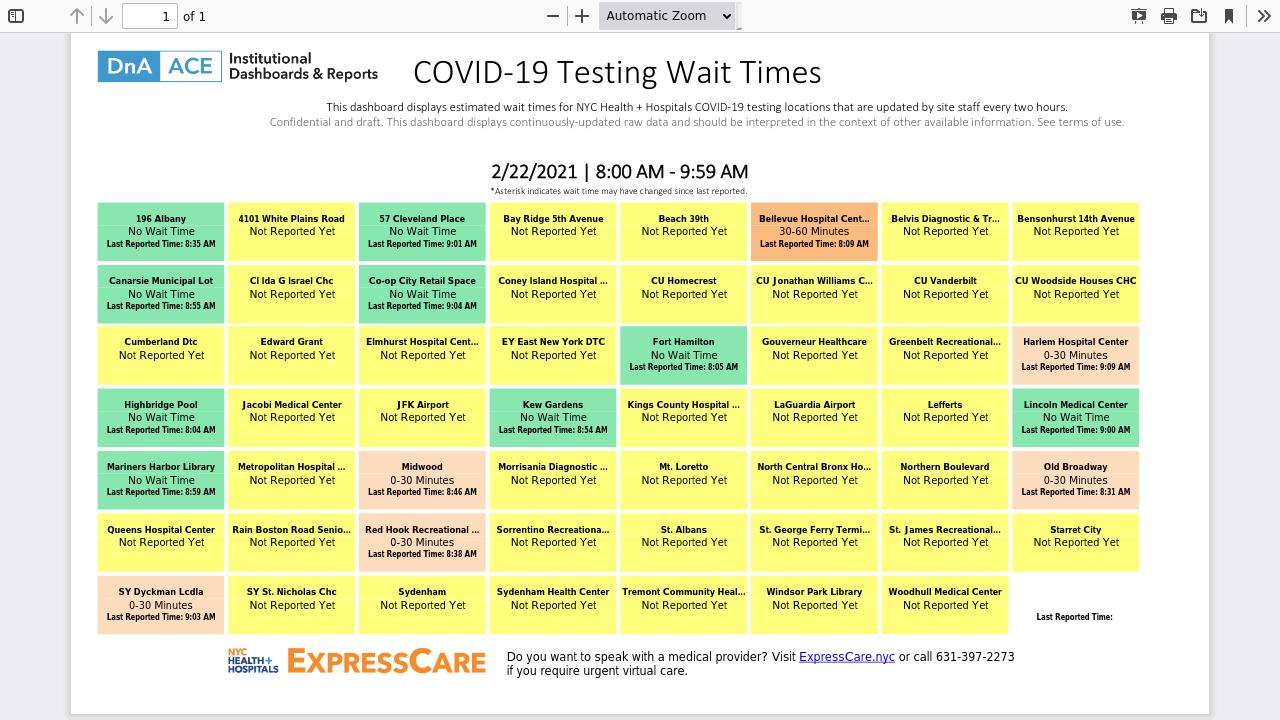 1 of 1 Automatic Zoom
DnA ACE Institutional
Dashboards & Reports
COVID-19 Testing Wait Times
This dashboard displays estimated wait times for NYC Health + Hospitals COVID-19 testing locations that are updated by site staff every two hours.
Confidential and draft. This dashboard displays continuously-updated raw data and should be interpreted in the context of other available information. See terms of use.
2/22/2021 | 8:00 AM - 9:59 AM
*Asterisk indicates wait time may have changed since last reported.
196 Albany
No Wait Time
Last Reported Time: 8:35 AM
4101 White Plains Road
Not Reported Yet
57 Cleveland Place
No Wait Time
Last Reported Time: 9:01 AM
Bay Ridge 5th Avenue
Not Reported Yet
Beach 39th
Not Reported Yet
Bellevue Hospital Cent...
30-60 Minutes
Last Reported Time: 8:09 AM
Belvis Diagnostic & Tr...
Not Reported Yet
Bensonhurst 14th Avenue
Not Reported Yet
Canarsie Municipal Lot
No Wait Time
Last Reported Time: 8:55 AM
Cl Ida G Israel Chc
Not Reported Yet
Co-op City Retail Space
No Wait Time
Last Reported Time: 9:04 AM
Coney Island Hospital ...
Not Reported Yet
CU Homecrest
Not Reported Yet
CU Jonathan Williams C...
Not Reported Yet
CU Vanderbilt
Not Reported Yet
CU Woodside Houses CHC
Not Reported Yet
Cumberland Dtc
Not Reported Yet
Edward Grant
Not Reported Yet
Elmhurst Hospital Cent...
Not Reported Yet
EY East New York DTC
Not Reported Yet
Fort Hamilton
No Wait Time
Last Reported Time: 8:05 AM
Gouverneur Healthcare
Not Reported Yet
Greenbelt Recreational...
Not Reported Yet
Harlem Hospital Center
0-30 Minutes
Last Reported Time: 9:09 AM
Highbridge Pool
No Wait Time
Last Reported Time: 8:04 AM
Jacobi Medical Center
Not Reported Yet
JFK Airport
Not Reported Yet
Kew Gardens
No Wait Time
Last Reported Time: 8:54 AM
Kings County Hospital ...
Not Reported Yet
LaGuardia Airport
Not Reported Yet
Lefferts
Not Reported Yet
Lincoln Medical Center
No Wait Time
Last Reported Time: 9:00 AM
Mariners Harbor Library
No Wait Time
Last Reported Time: 8:59 AM
Metropolitan Hospital ...
Not Reported Yet
Midwood
0-30 Minutes
Last Reported Time: 8:46 AM
Morrisania Diagnostic ...
Not Reported Yet
Mt. Loretto
Not Reported Yet
North Central Bronx Ho...
Not Reported Yet
Northern Boulevard
Not Reported Yet
Old Broadway
0-30 Minutes
Last Reported Time: 8:31 AM
Queens Hospital Center
Not Reported Yet
Rain Boston Road Senio...
Not Reported Yet
Red Hook Recreational ...
0-30 Minutes
Last Reported Time: 8:38 AM
Sorrentino Recreationa...
Not Reported Yet
St. Albans
Not Reported Yet
St. George Ferry Termi...
Not Reported Yet
St. James Recreational...
Not Reported Yet
Starret City
Not Reported Yet
SY Dyckman Lcdla
0-30 Minutes
Last Reported Time: 9:03 AM
SY St. Nicholas Chc
Not Reported Yet
Sydenham
Not Reported Yet
Sydenham Health Center
Not Reported Yet
Tremont Community Heal...
Not Reported Yet
Windsor Park Library
Not Reported Yet
Woodhull Medical Center
Not Reported Yet
Last Reported Time:
NYC
HEALTH+
HOSPITALS
EXPRESSCARE
Do you want to speak with a medical provider? Visit ExpressCare.nyc or call 631-397-2273
if you require urgent virtual care.